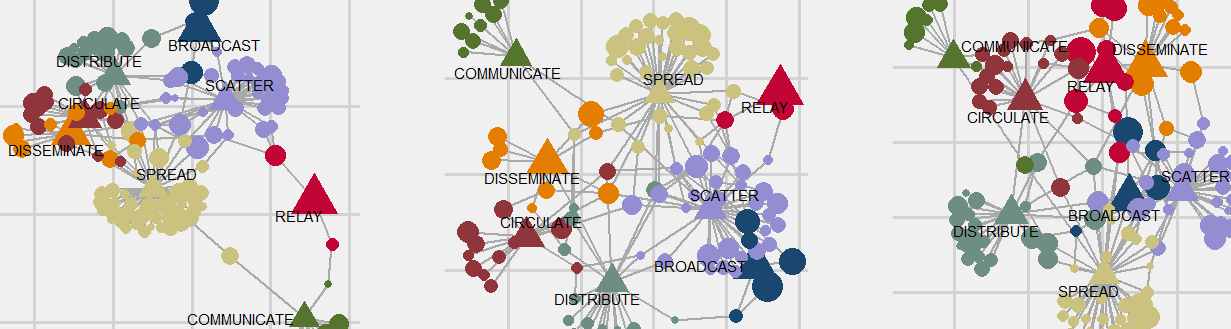 BROADCAST
DISTRIBUTE
SCATTER
CIRCULATE
DISSEMINATE
SPREAD
RELAY
COMMUNICATE
COMMUNICATE
SPREAD
RELAY
DISSEMINATE
SCATTER
CIRCULATE
BROADCAST
DISTRIBUTE
COMMUNICATE
DISSEMINATE
RELAY
CIRCULATE
SCATTER
BROADCAST
DISTRIBUTE
SPREAD